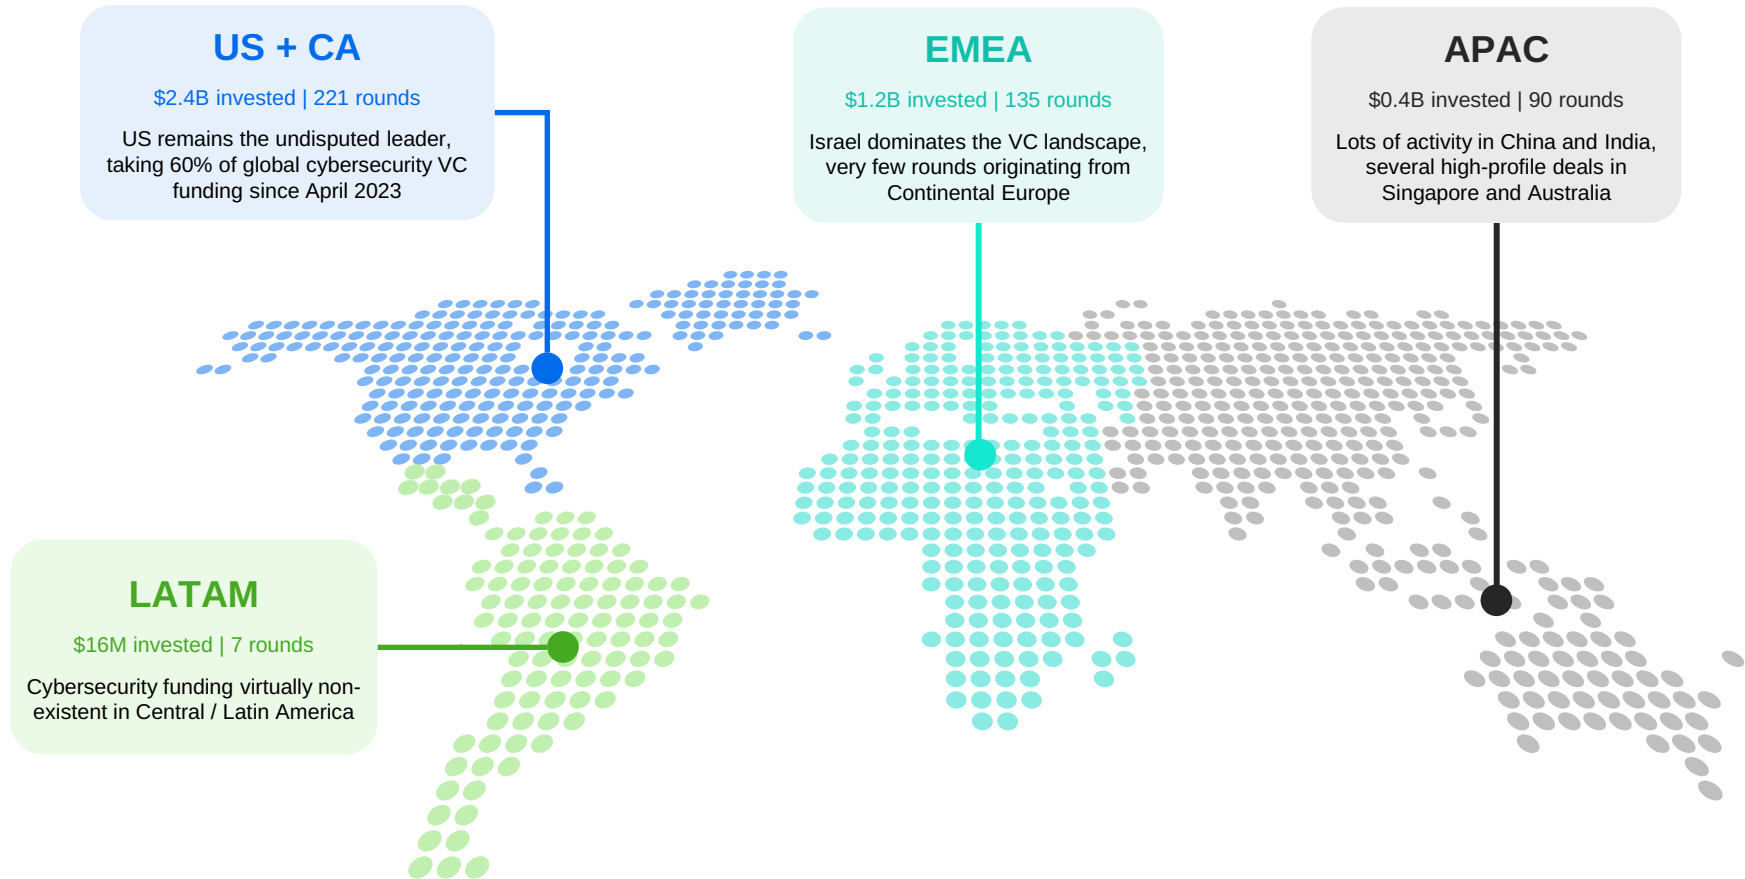 US + CA
$2.4B invested | 221 rounds
US remains the undisputed leader,
taking 60% of global cybersecurity VC
funding since April 2023
EMEA
$1.2B invested | 135 rounds
Israel dominates the VC landscape,
very few rounds originating from
Continental Europe
APAC
$0.4B invested | 90 rounds
Lots of activity in China and India,
several high-profile deals in
Singapore and Australia
LATAM
$16M invested | 7 rounds
Cybersecurity funding virtually non-
existent in Central / Latin America